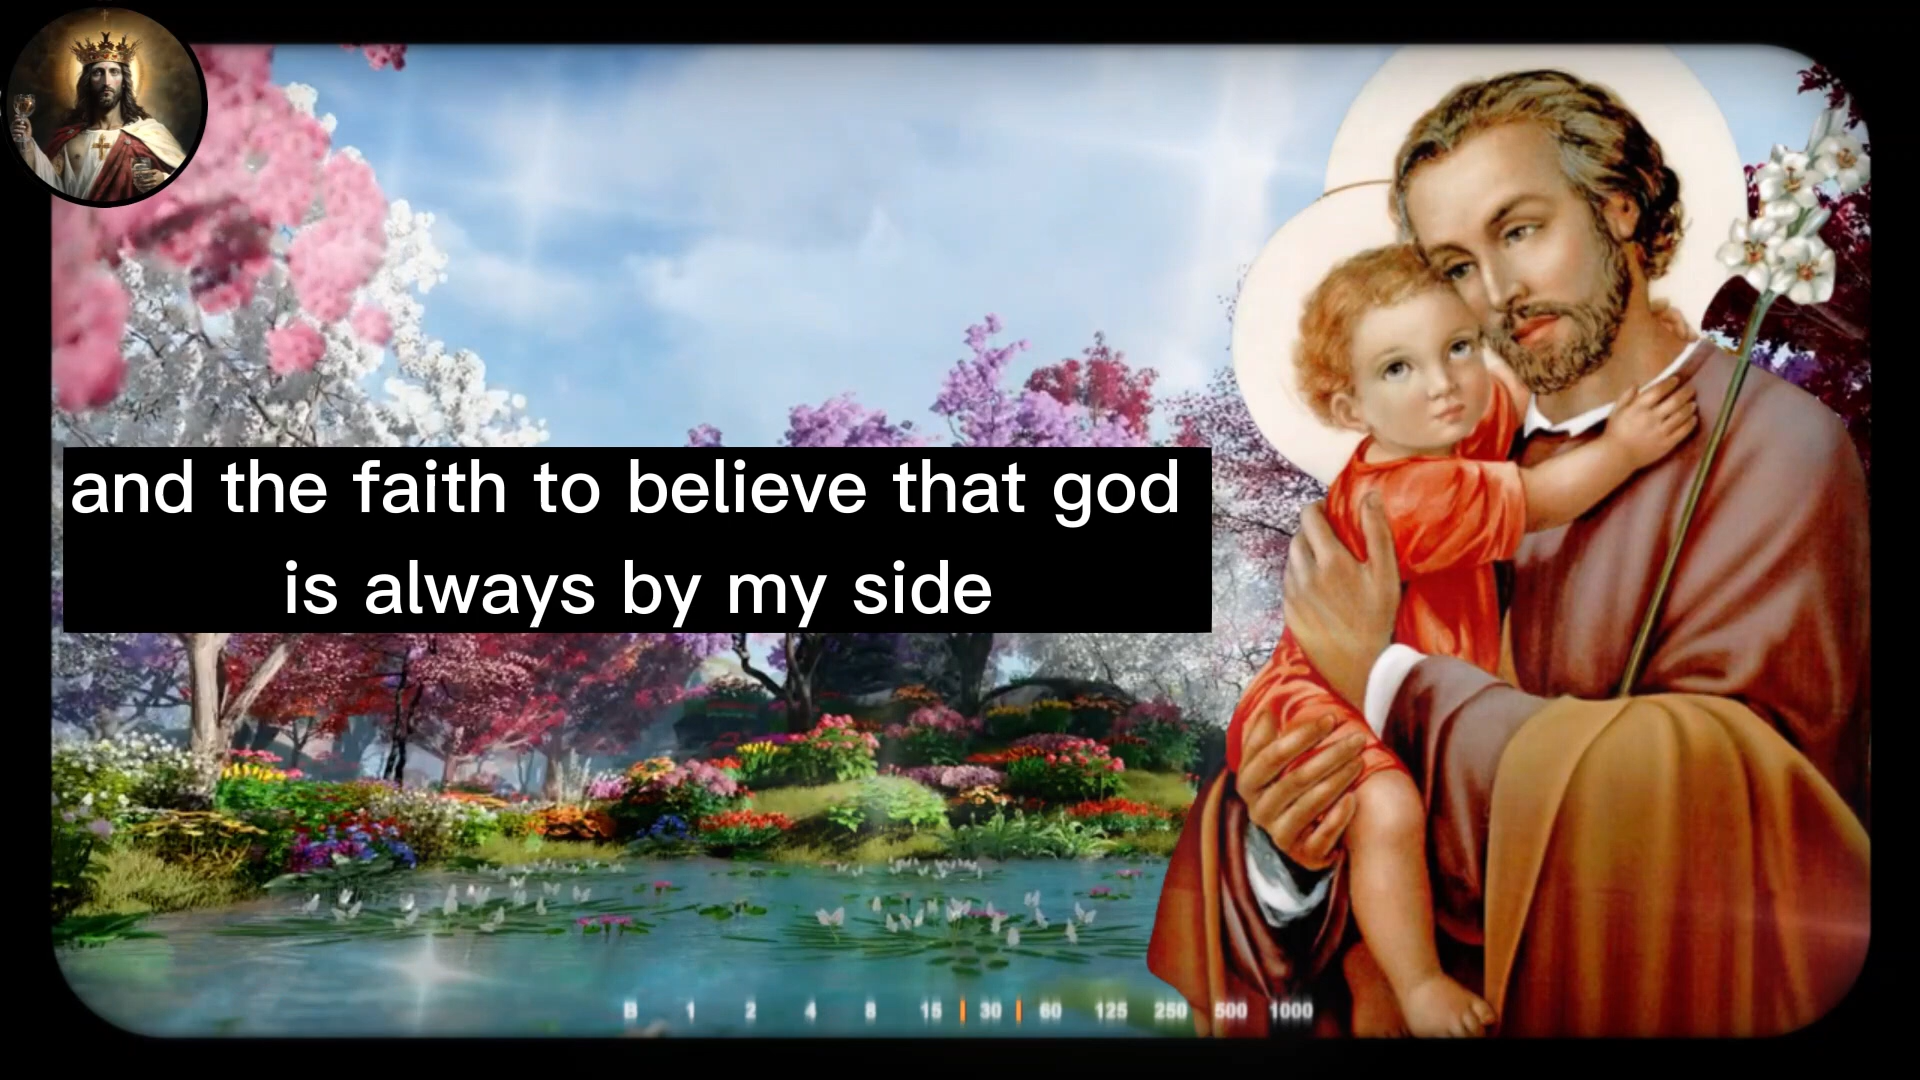 and the faith to believe that god
is always by my side
B 1 2 4 8 15 30 60 125 250 500 1000